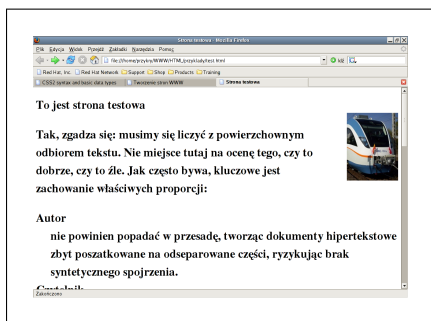 Strona testowa - Mozilla Firefox
Plik Edycja Widok Przejdź Zakładki Narzędzia Pomoc
file:///home/przybry/WWW/HTML/przyklady/test.html
Red Hat, Inc. Red Hat Network Support Shop Products Training
CSS2 syntax and basic data types Tworzenie stron WWW Strona testowa
To jest strona testowa
Tak, zgadza się: musimy się liczyć z powierzchownym
odbiorem tekstu. Nie miejsce tutaj na ocenę tego, czy to
dobrze, czy to źle. Jak często bywa, kluczowe jest
zachowanie właściwych proporcji:
Autor
nie powinien popadać w przesadę, tworząc dokumenty hipertekstowe
zbyt poszatkowane na odseparowane części, ryzykując brak
syntetycznego spojrzenia.
Czytelnik
Zakończono